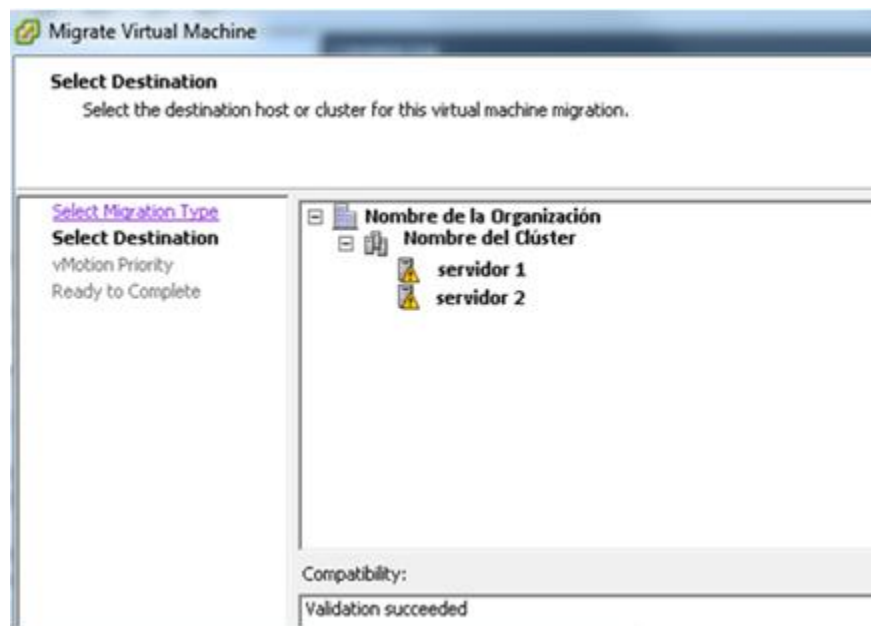 Migrate Virtual Machine
Select Destination
Select the destination host or cluster for this virtual machine migration.
Select Migration Type
Select Destination
vMotion Priority
Ready to Complete
Nombre de la Organización
Nombre del Clúster
servidor 1
servidor 2
Compatibility:
Validation succeeded